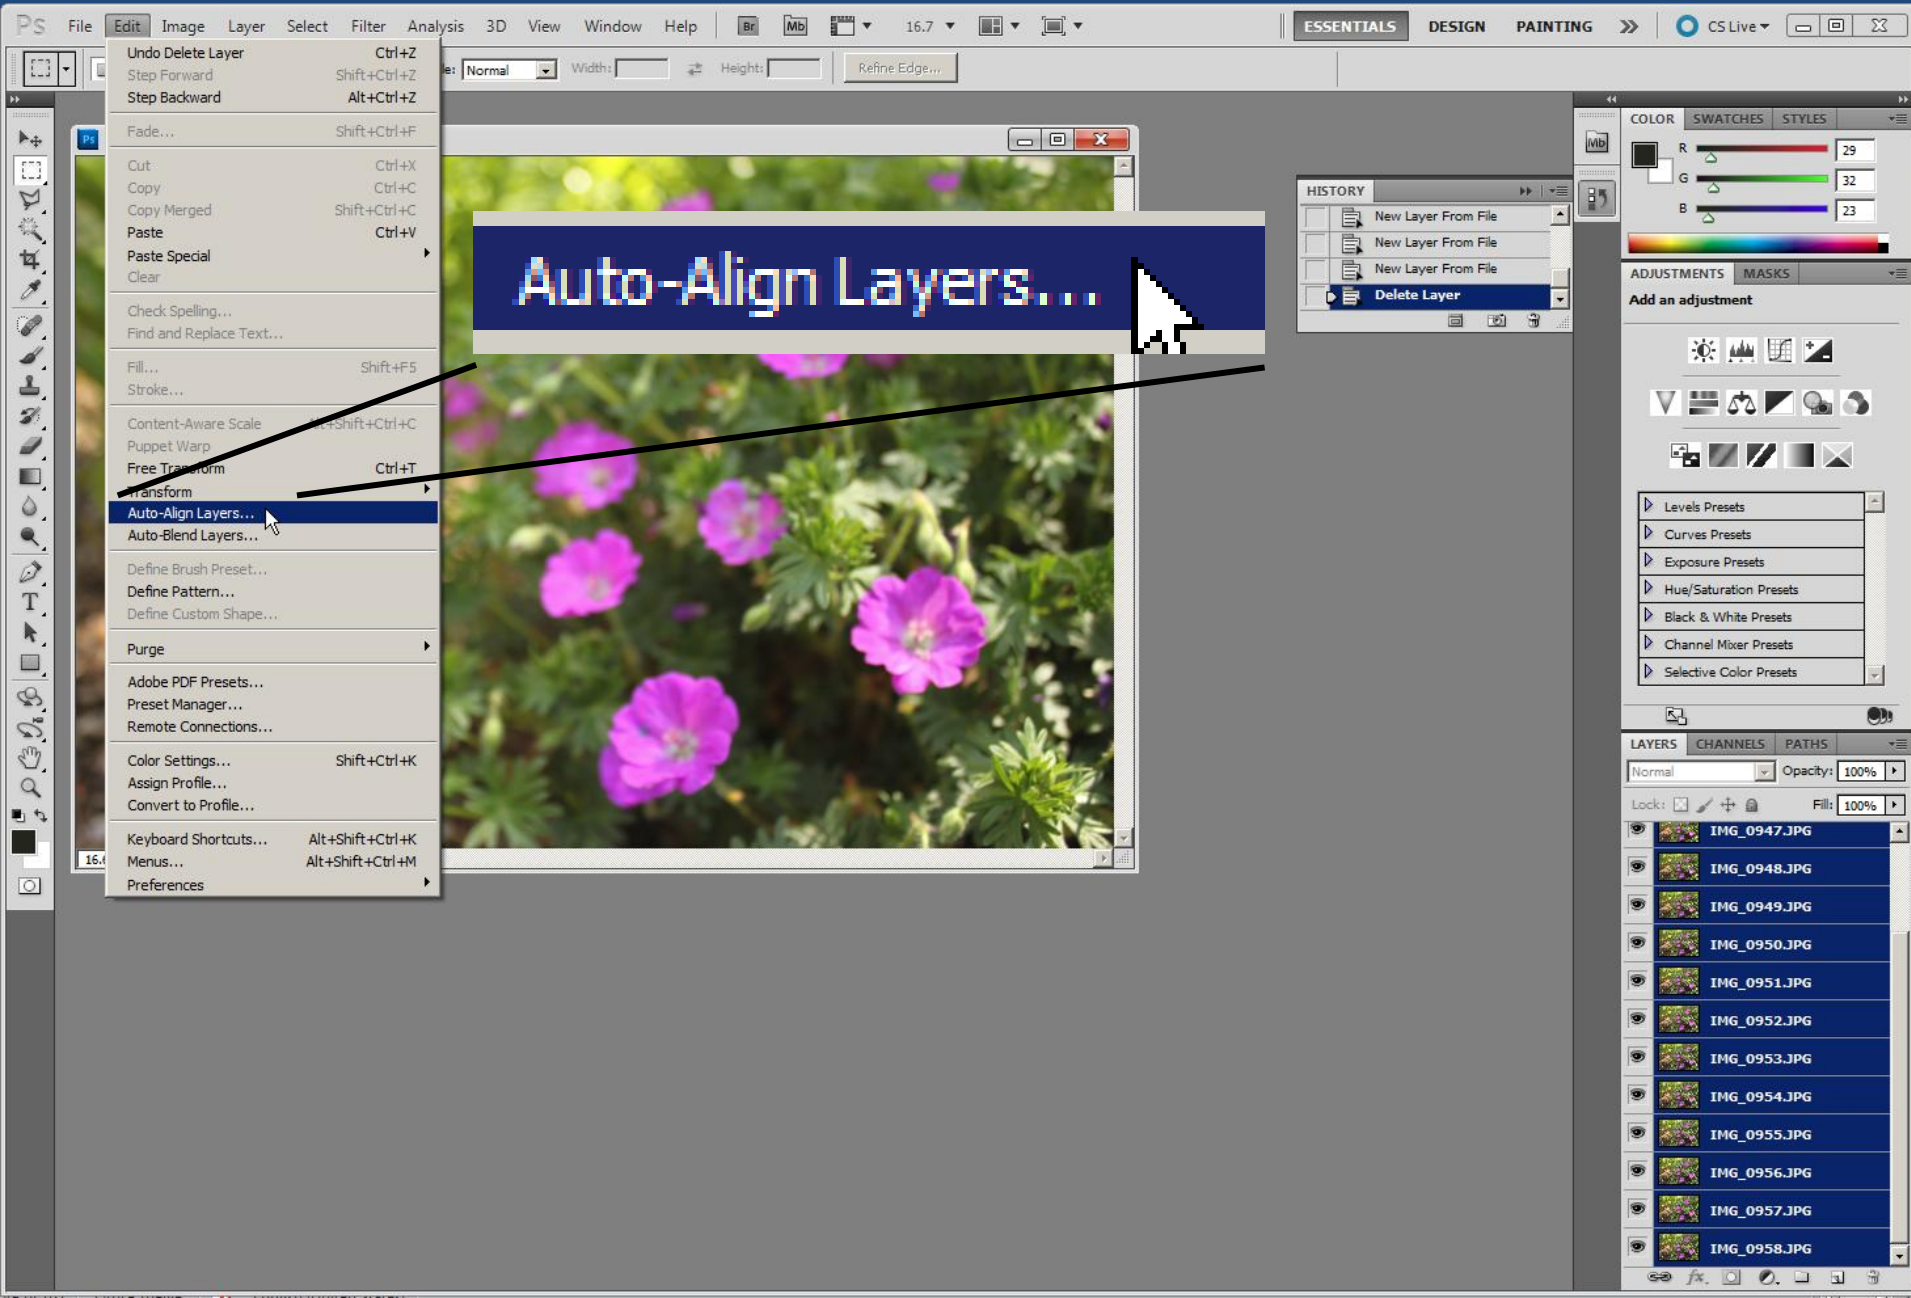 Ps File Edit Image Layer Select Filter Analysis 3D View Window Help Br Mb 16.7 ESSENTIALS DESIGN PAINTING CS Live
Normal Width: Height: Refine Edge...
Undo Delete Layer Ctrl+Z
Step Forward Shift+Ctrl+Z
Step Backward Alt+Ctrl+Z
Fade... Shift+Ctrl+F
Cut Ctrl+X
Copy Ctrl+C
Copy Merged Shift+Ctrl+C
Paste Ctrl+V
Paste Special
Clear
Check Spelling...
Find and Replace Text...
Fill... Shift+F5
Stroke...
Content-Aware Scale Alt+Shift+Ctrl+C
Puppet Warp
Free Transform Ctrl+T
Transform
Auto-Align Layers...
Auto-Blend Layers...
Define Brush Preset...
Define Pattern...
Define Custom Shape...
Purge
Adobe PDF Presets...
Preset Manager...
Remote Connections...
Color Settings... Shift+Ctrl+K
Assign Profile...
Convert to Profile...
Keyboard Shortcuts... Alt+Shift+Ctrl+K
Menus... Alt+Shift+Ctrl+M
Preferences
Ps
T
Auto-Align Layers...
HISTORY
New Layer From File
New Layer From File
New Layer From File
Delete Layer
Mb
COLOR SWATCHES STYLES
R 29
G 32
B 23
ADJUSTMENTS MASKS
Add an adjustment
Levels Presets
Curves Presets
Exposure Presets
Hue/Saturation Presets
Black & White Presets
Channel Mixer Presets
Selective Color Presets
LAYERS CHANNELS PATHS
Normal Opacity: 100%
Lock: Fill: 100%
IMG_0947.JPG
IMG_0948.JPG
IMG_0949.JPG
IMG_0950.JPG
IMG_0951.JPG
IMG_0952.JPG
IMG_0953.JPG
IMG_0954.JPG
IMG_0955.JPG
IMG_0956.JPG
IMG_0957.JPG
IMG_0958.JPG
fx.